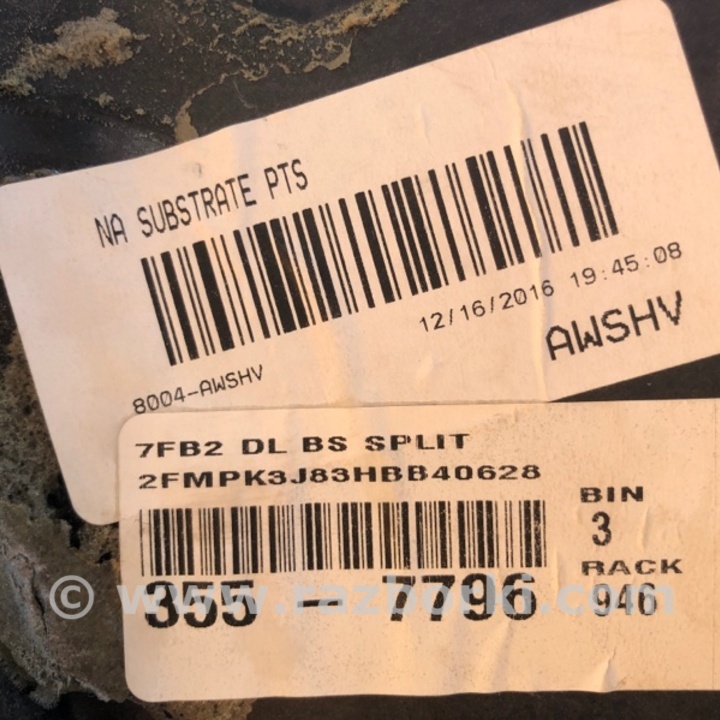 NA SUBSTRATE PTS
12/16/2016 19:45:08
AWSHV
8004-AWSHV
7FB2 DL BS SPLIT
2FMPK3J83HBB40628
BIN
3
RACK
946
355 - 7796
© www.razborki.com